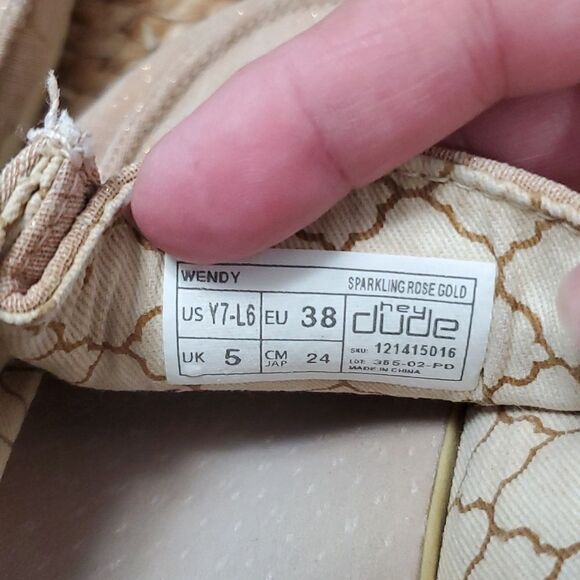 WENDY SPARKLING ROSE GOLD
US Y7-L6 EU 38 hey dude
UK 5 CM JAP 24 SKU: 121415016
LOT: 385-02-PD
MADE IN CHINA